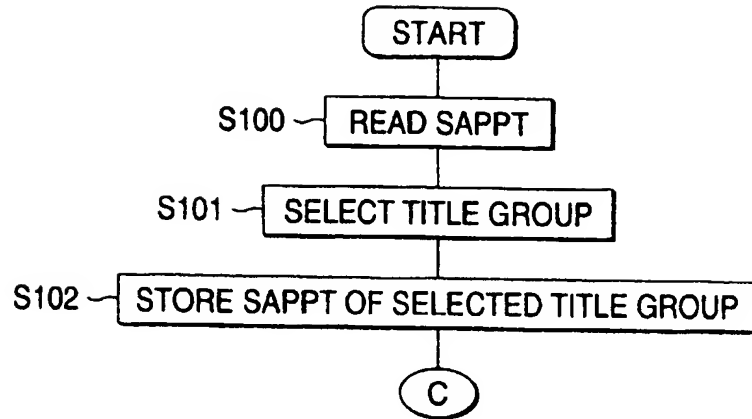 START
S100 READ SAPPT
S101 SELECT TITLE GROUP
S102 STORE SAPPT OF SELECTED TITLE GROUP
C